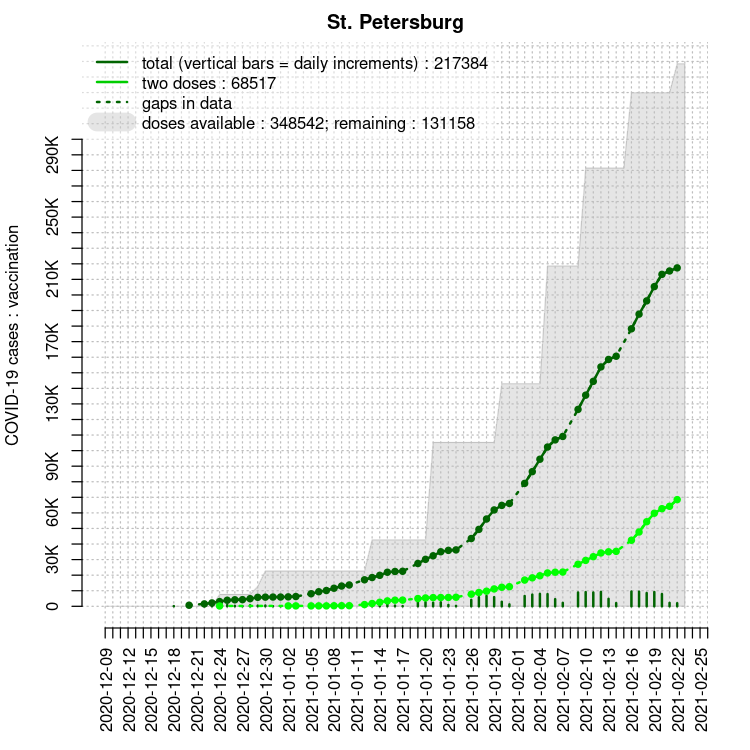 St. Petersburg
total (vertical bars = daily increments) : 217384
two doses : 68517
gaps in data
doses available : 348542; remaining : 131158
COVID-19 cases : vaccination
290K
250K
210K
170K
130K
90K
60K
30K
0
2020-12-09
2020-12-12
2020-12-15
2020-12-18
2020-12-21
2020-12-24
2020-12-27
2020-12-30
2021-01-02
2021-01-05
2021-01-08
2021-01-11
2021-01-14
2021-01-17
2021-01-20
2021-01-23
2021-01-26
2021-01-29
2021-02-01
2021-02-04
2021-02-07
2021-02-10
2021-02-13
2021-02-16
2021-02-19
2021-02-22
2021-02-25